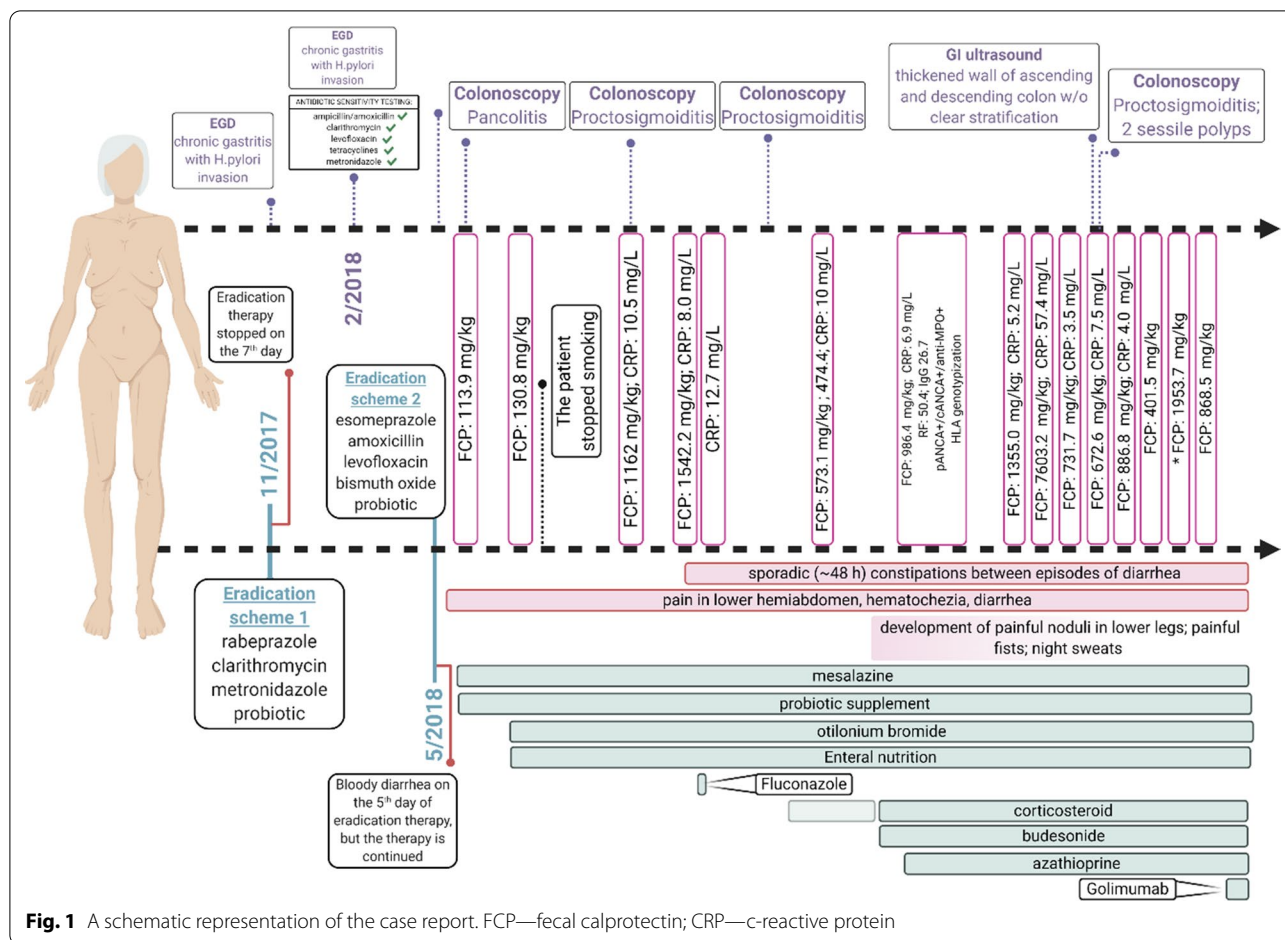 EGD
chronic gastritis
with H.pylori
invasion
EGD
chronic gastritis
with H.pylori
invasion
ANTIBIOTIC SENSITIVITY TESTING:
ampicillin/amoxicillin ✓
clarithromycin ✓
levofloxacin ✓
tetracyclines ✓
metronidazole ✓
Colonoscopy
Pancolitis
Colonoscopy
Proctosigmoiditis
Colonoscopy
Proctosigmoiditis
GI ultrasound
thickened wall of ascending
and descending colon w/o
clear stratification
Colonoscopy
Proctosigmoiditis;
2 sessile polyps
Eradication
therapy
stopped on
the 7th day
11/2017
2/2018
Eradication
scheme 1
rabeprazole
clarithromycin
metronidazole
probiotic
Eradication
scheme 2
esomeprazole
amoxicillin
levofloxacin
bismuth oxide
probiotic
5/2018
Bloody diarrhea on
the 5th day of
eradication therapy,
but the therapy is
continued
FCP: 113.9 mg/kg
FCP: 130.8 mg/kg
The patient
stopped smoking
FCP: 1162 mg/kg; CRP: 10.5 mg/L
FCP: 1542.2 mg/kg; CRP: 8.0 mg/L
CRP: 12.7 mg/L
FCP: 573.1 mg/kg ; 474.4; CRP: 10 mg/L
FCP: 986.4 mg/kg; CRP: 6.9 mg/L
RF: 50.4; IgG 26.7
pANCA+/cANCA+/anti-MPO+
HLA genotypization
FCP: 1355.0 mg/kg; CRP: 5.2 mg/L
FCP: 7603.2 mg/kg; CRP: 57.4 mg/L
FCP: 731.7 mg/kg; CRP: 3.5 mg/L
FCP: 672.6 mg/kg; CRP: 7.5 mg/L
FCP: 886.8 mg/kg; CRP: 4.0 mg/L
FCP: 401.5 mg/kg
* FCP: 1953.7 mg/kg
FCP: 868.5 mg/kg
sporadic (~48 h) constipations between episodes of diarrhea
pain in lower hemiabdomen, hematochezia, diarrhea
development of painful noduli in lower legs; painful
fists; night sweats
mesalazine
probiotic supplement
otilonium bromide
Enteral nutrition
Fluconazole
corticosteroid
budesonide
azathioprine
Golimumab
Fig. 1 A schematic representation of the case report. FCP—fecal calprotectin; CRP—c-reactive protein